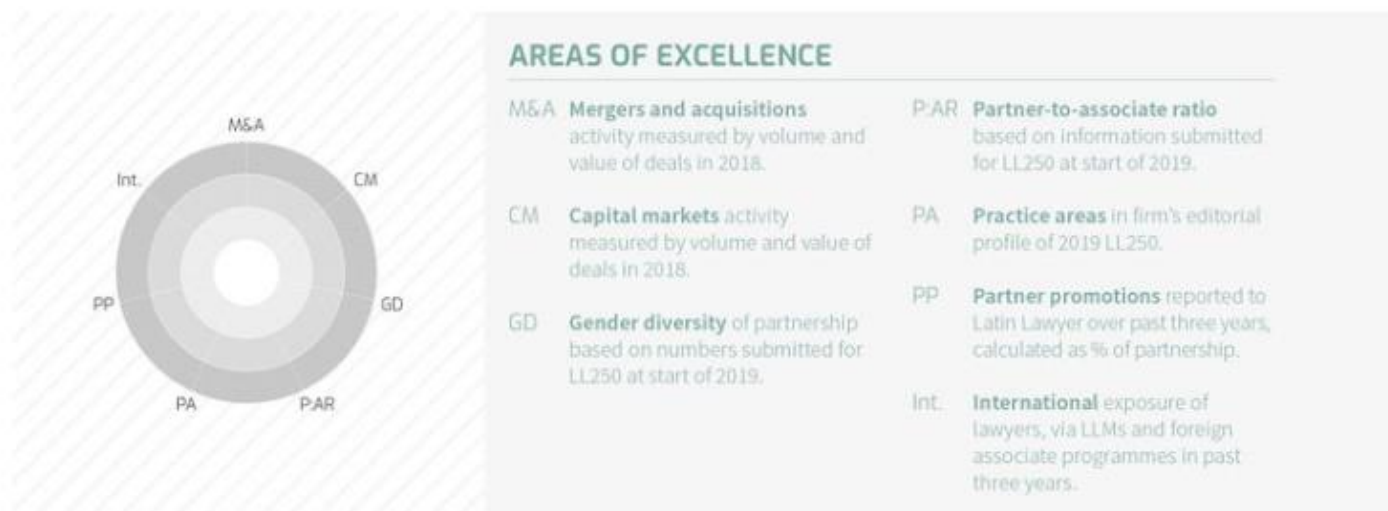 M&A
Int.
CM
PP
GD
PA
P:AR
AREAS OF EXCELLENCE
M&A Mergers and acquisitions
activity measured by volume and
value of deals in 2018.
CM Capital markets activity
measured by volume and value of
deals in 2018.
GD Gender diversity of partnership
based on numbers submitted for
LL250 at start of 2019.
P:AR Partner-to-associate ratio
based on information submitted
for LL250 at start of 2019.
PA Practice areas in firm's editorial
profile of 2019 LL250.
PP Partner promotions reported to
Latin Lawyer over past three years,
calculated as % of partnership.
Int. International exposure of
lawyers, via LLMs and foreign
associate programmes in past
three years.